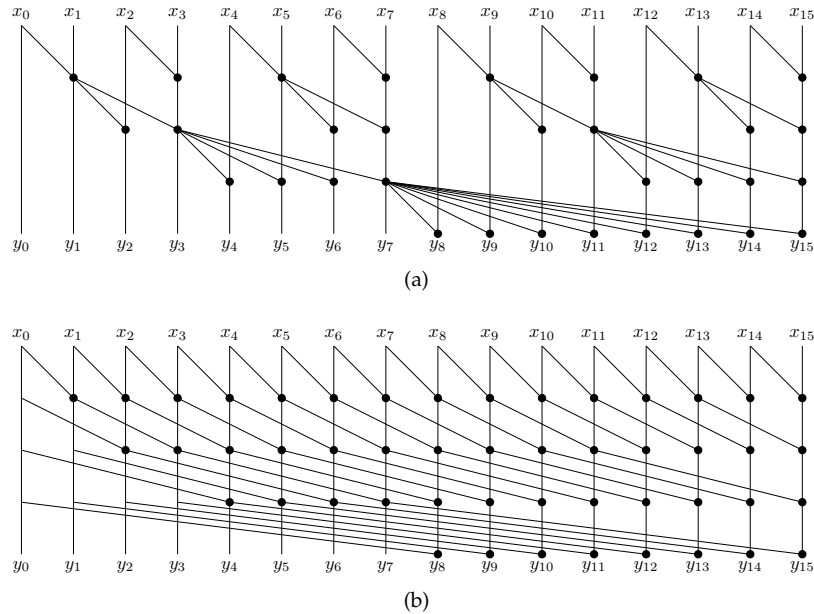 x₀ x₁ x₂ x₃ x₄ x₅ x₆ x₇ x₈ x₉ x₁₀ x₁₁ x₁₂ x₁₃ x₁₄ x₁₅
y₀ y₁ y₂ y₃ y₄ y₅ y₆ y₇ y₈ y₉ y₁₀ y₁₁ y₁₂ y₁₃ y₁₄ y₁₅
(a)
x₀ x₁ x₂ x₃ x₄ x₅ x₆ x₇ x₈ x₉ x₁₀ x₁₁ x₁₂ x₁₃ x₁₄ x₁₅
y₀ y₁ y₂ y₃ y₄ y₅ y₆ y₇ y₈ y₉ y₁₀ y₁₁ y₁₂ y₁₃ y₁₄ y₁₅
(b)